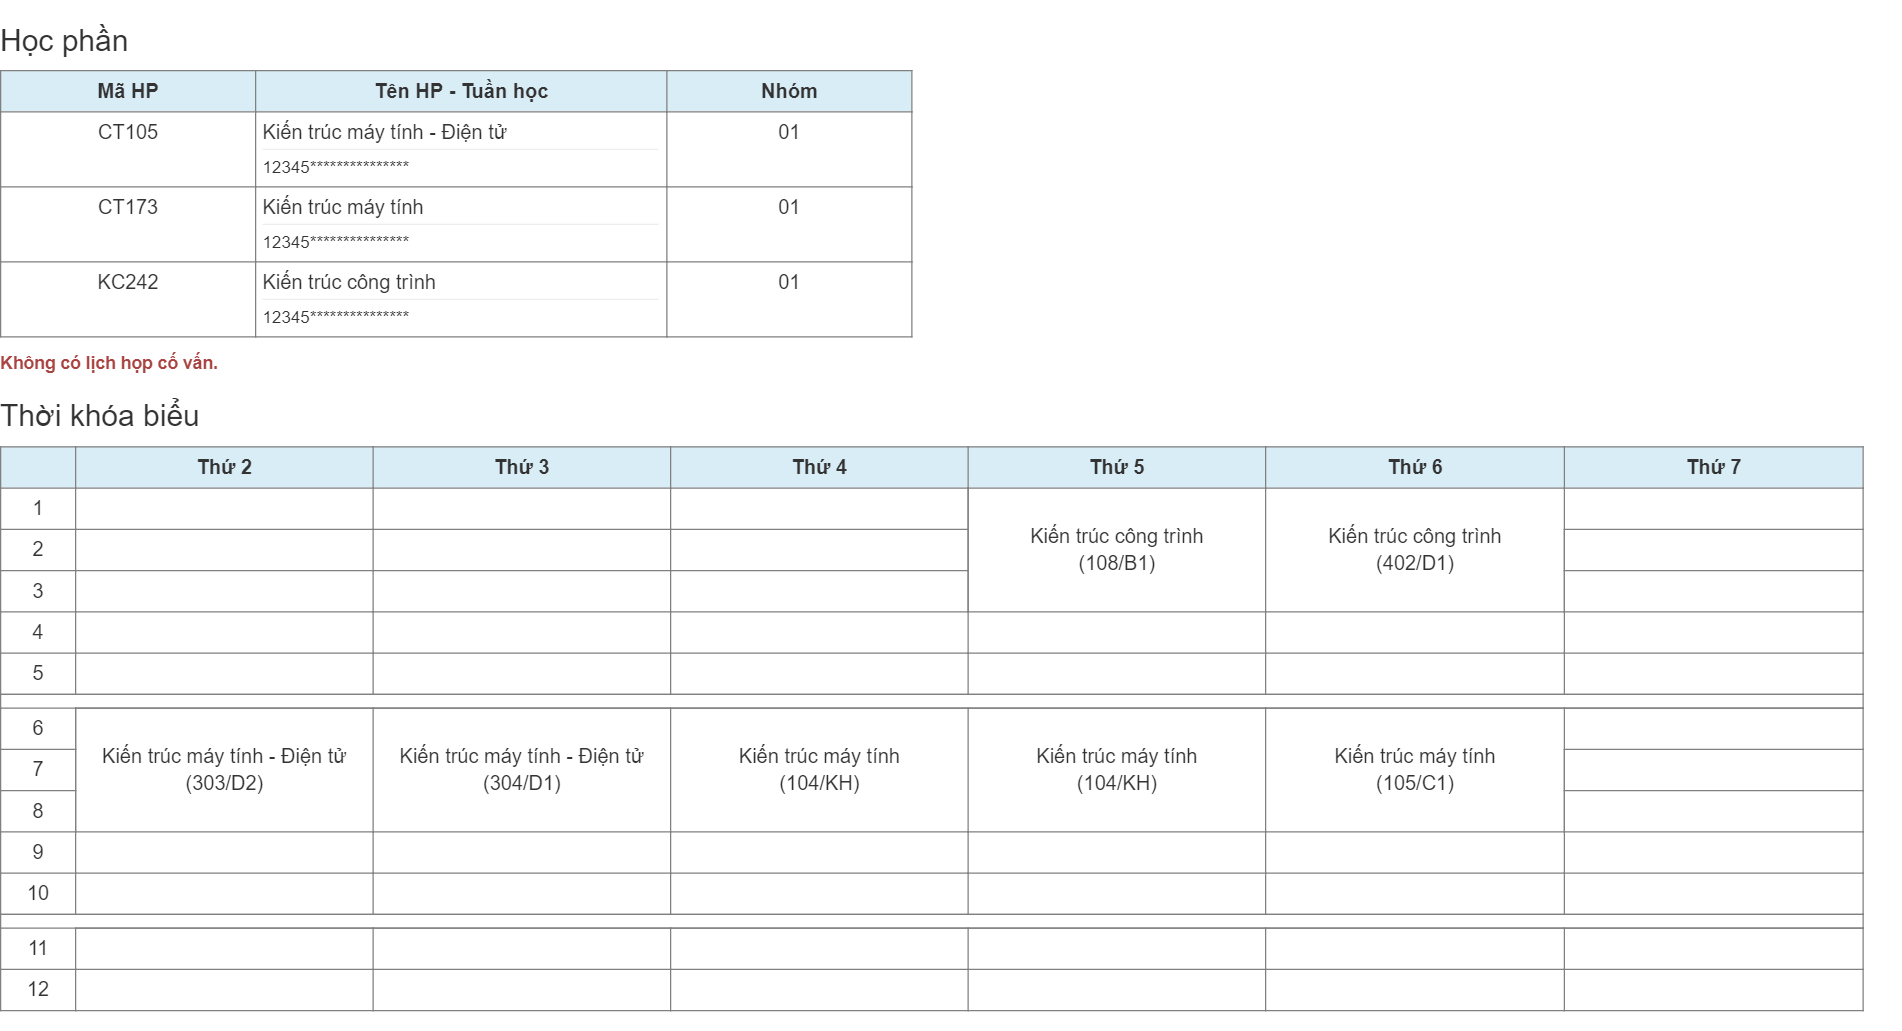 Học phần
Mã HP Tên HP - Tuần học Nhóm
CT105 Kiến trúc máy tính - Điện tử 01
12345***************
CT173 Kiến trúc máy tính 01
12345***************
KC242 Kiến trúc công trình 01
12345***************
Không có lịch họp cố vấn.
Thời khóa biểu
Thứ 2 Thứ 3 Thứ 4 Thứ 5 Thứ 6 Thứ 7
1
Kiến trúc công trình Kiến trúc công trình
2
(108/B1) (402/D1)
3
4
5
6
Kiến trúc máy tính - Điện tử Kiến trúc máy tính - Điện tử Kiến trúc máy tính Kiến trúc máy tính Kiến trúc máy tính
7
(303/D2) (304/D1) (104/KH) (104/KH) (105/C1)
8
9
10
11
12